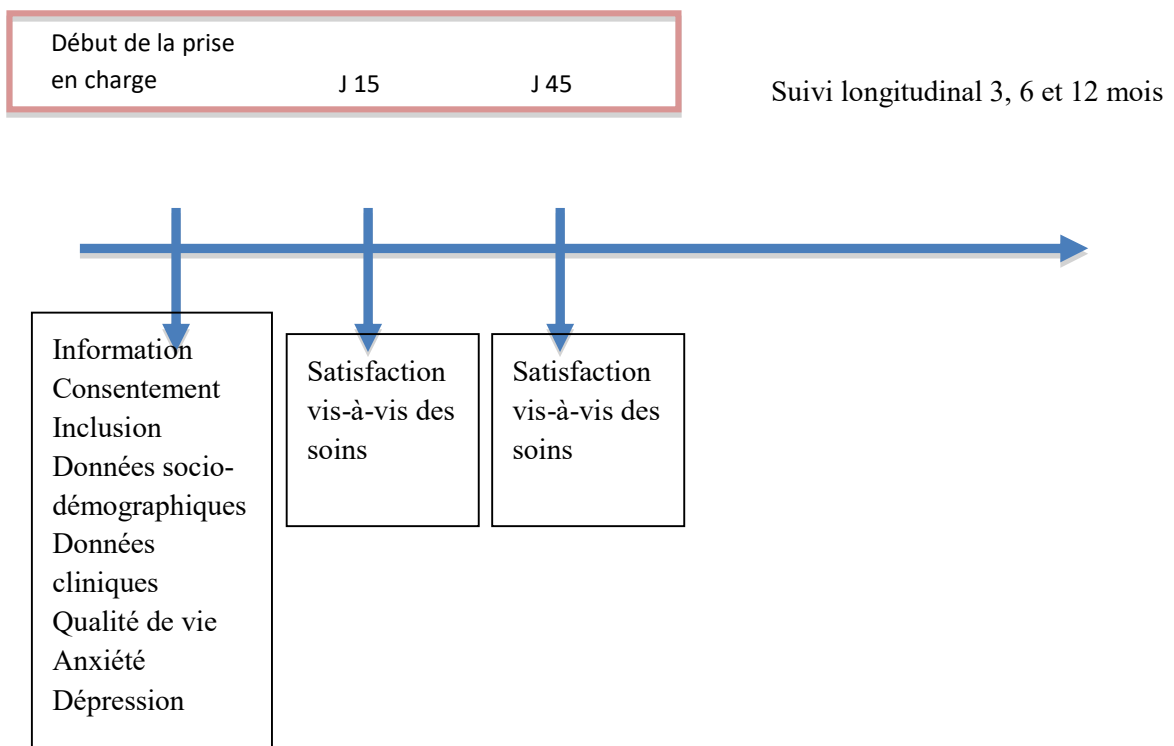 Début de la prise
en charge
J 15
J 45
Suivi longitudinal 3, 6 et 12 mois
Information
Consentement
Inclusion
Données socio-
démographiques
Données
cliniques
Qualité de vie
Anxiété
Dépression
Satisfaction
vis-à-vis des
soins
Satisfaction
vis-à-vis des
soins